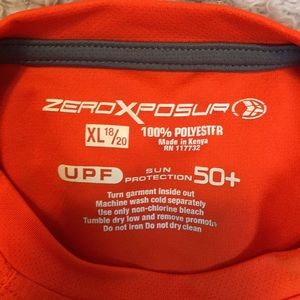 ZEROXPOSUR
XL 18/20
100% POLYESTER
Made in Kenya
RN 117732
UPF SUN PROTECTION 50+
Turn garment inside out
Machine wash cold separately
Use only non-chlorine bleach
Tumble dry low and remove promptly
Do not iron Do not dry clean